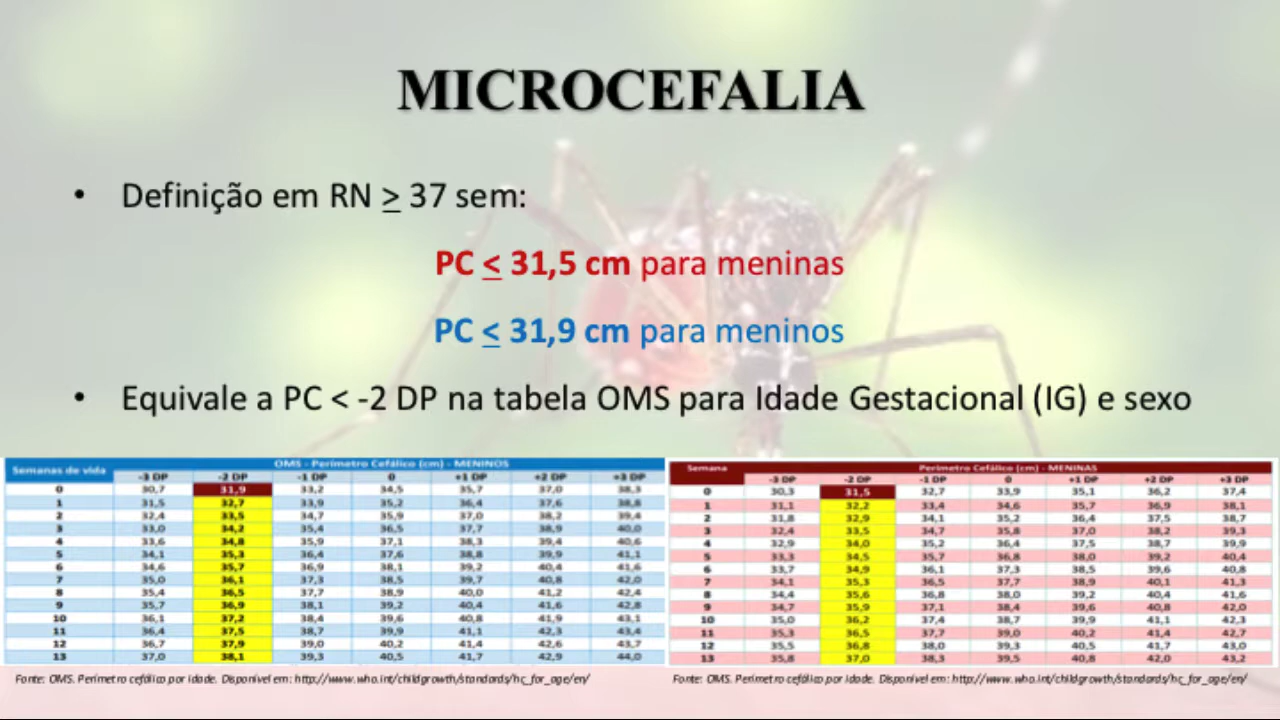 MICROCEFALIA
• Definição em RN ≥ 37 sem:
PC ≤ 31,5 cm para meninas
PC ≤ 31,9 cm para meninos
• Equivale a PC < -2 DP na tabela OMS para Idade Gestacional (IG) e sexo
Semanas de vida OMS - Perímetro Cefálico (cm) - MENINOS
-3 DP -2 DP -1 DP 0 +1 DP +2 DP +3 DP
0 30,7 31,9 33,2 34,5 35,7 37,0 38,3
1 31,5 32,7 33,9 35,2 36,4 37,6 38,8
2 32,4 33,5 34,7 35,9 37,0 38,2 39,4
3 33,0 34,2 35,4 36,5 37,7 38,9 40,0
4 33,6 34,8 35,9 37,1 38,3 39,4 40,6
5 34,1 35,3 36,4 37,6 38,8 39,9 41,1
6 34,6 35,7 36,9 38,1 39,2 40,4 41,6
7 35,0 36,1 37,3 38,5 39,7 40,8 42,0
8 35,4 36,5 37,7 38,9 40,0 41,2 42,4
9 35,7 36,9 38,1 39,2 40,4 41,6 42,8
10 36,1 37,2 38,4 39,6 40,8 41,9 43,1
11 36,4 37,5 38,7 39,9 41,1 42,3 43,4
12 36,7 37,9 39,0 40,2 41,4 42,6 43,7
13 37,0 38,1 39,3 40,5 41,7 42,9 44,0
Fonte: OMS. Perímetro cefálico por idade. Disponível em: http://www.who.int/childgrowth/standards/hc_for_age/en/
Semana Perímetro Cefálico (cm) - MENINAS
-3 DP -2 DP -1 DP 0 +1 DP +2 DP +3 DP
0 30,3 31,5 32,7 33,9 35,1 36,2 37,4
1 31,1 32,2 33,4 34,6 35,7 36,9 38,1
2 31,8 32,9 34,1 35,2 36,4 37,5 38,7
3 32,4 33,5 34,7 35,8 37,0 38,2 39,3
4 32,9 34,0 35,2 36,4 37,5 38,7 39,9
5 33,3 34,5 35,7 36,8 38,0 39,2 40,4
6 33,7 34,9 36,1 37,3 38,5 39,6 40,8
7 34,1 35,3 36,5 37,7 38,9 40,1 41,3
8 34,4 35,6 36,8 38,0 39,2 40,4 41,6
9 34,7 35,9 37,1 38,4 39,6 40,8 42,0
10 35,0 36,2 37,4 38,7 39,9 41,1 42,3
11 35,3 36,5 37,7 39,0 40,2 41,4 42,7
12 35,5 36,8 38,0 39,3 40,5 41,7 43,0
13 35,8 37,0 38,3 39,5 40,8 42,0 43,2
Fonte: OMS. Perímetro cefálico por idade. Disponível em: http://www.who.int/childgrowth/standards/hc_for_age/en/